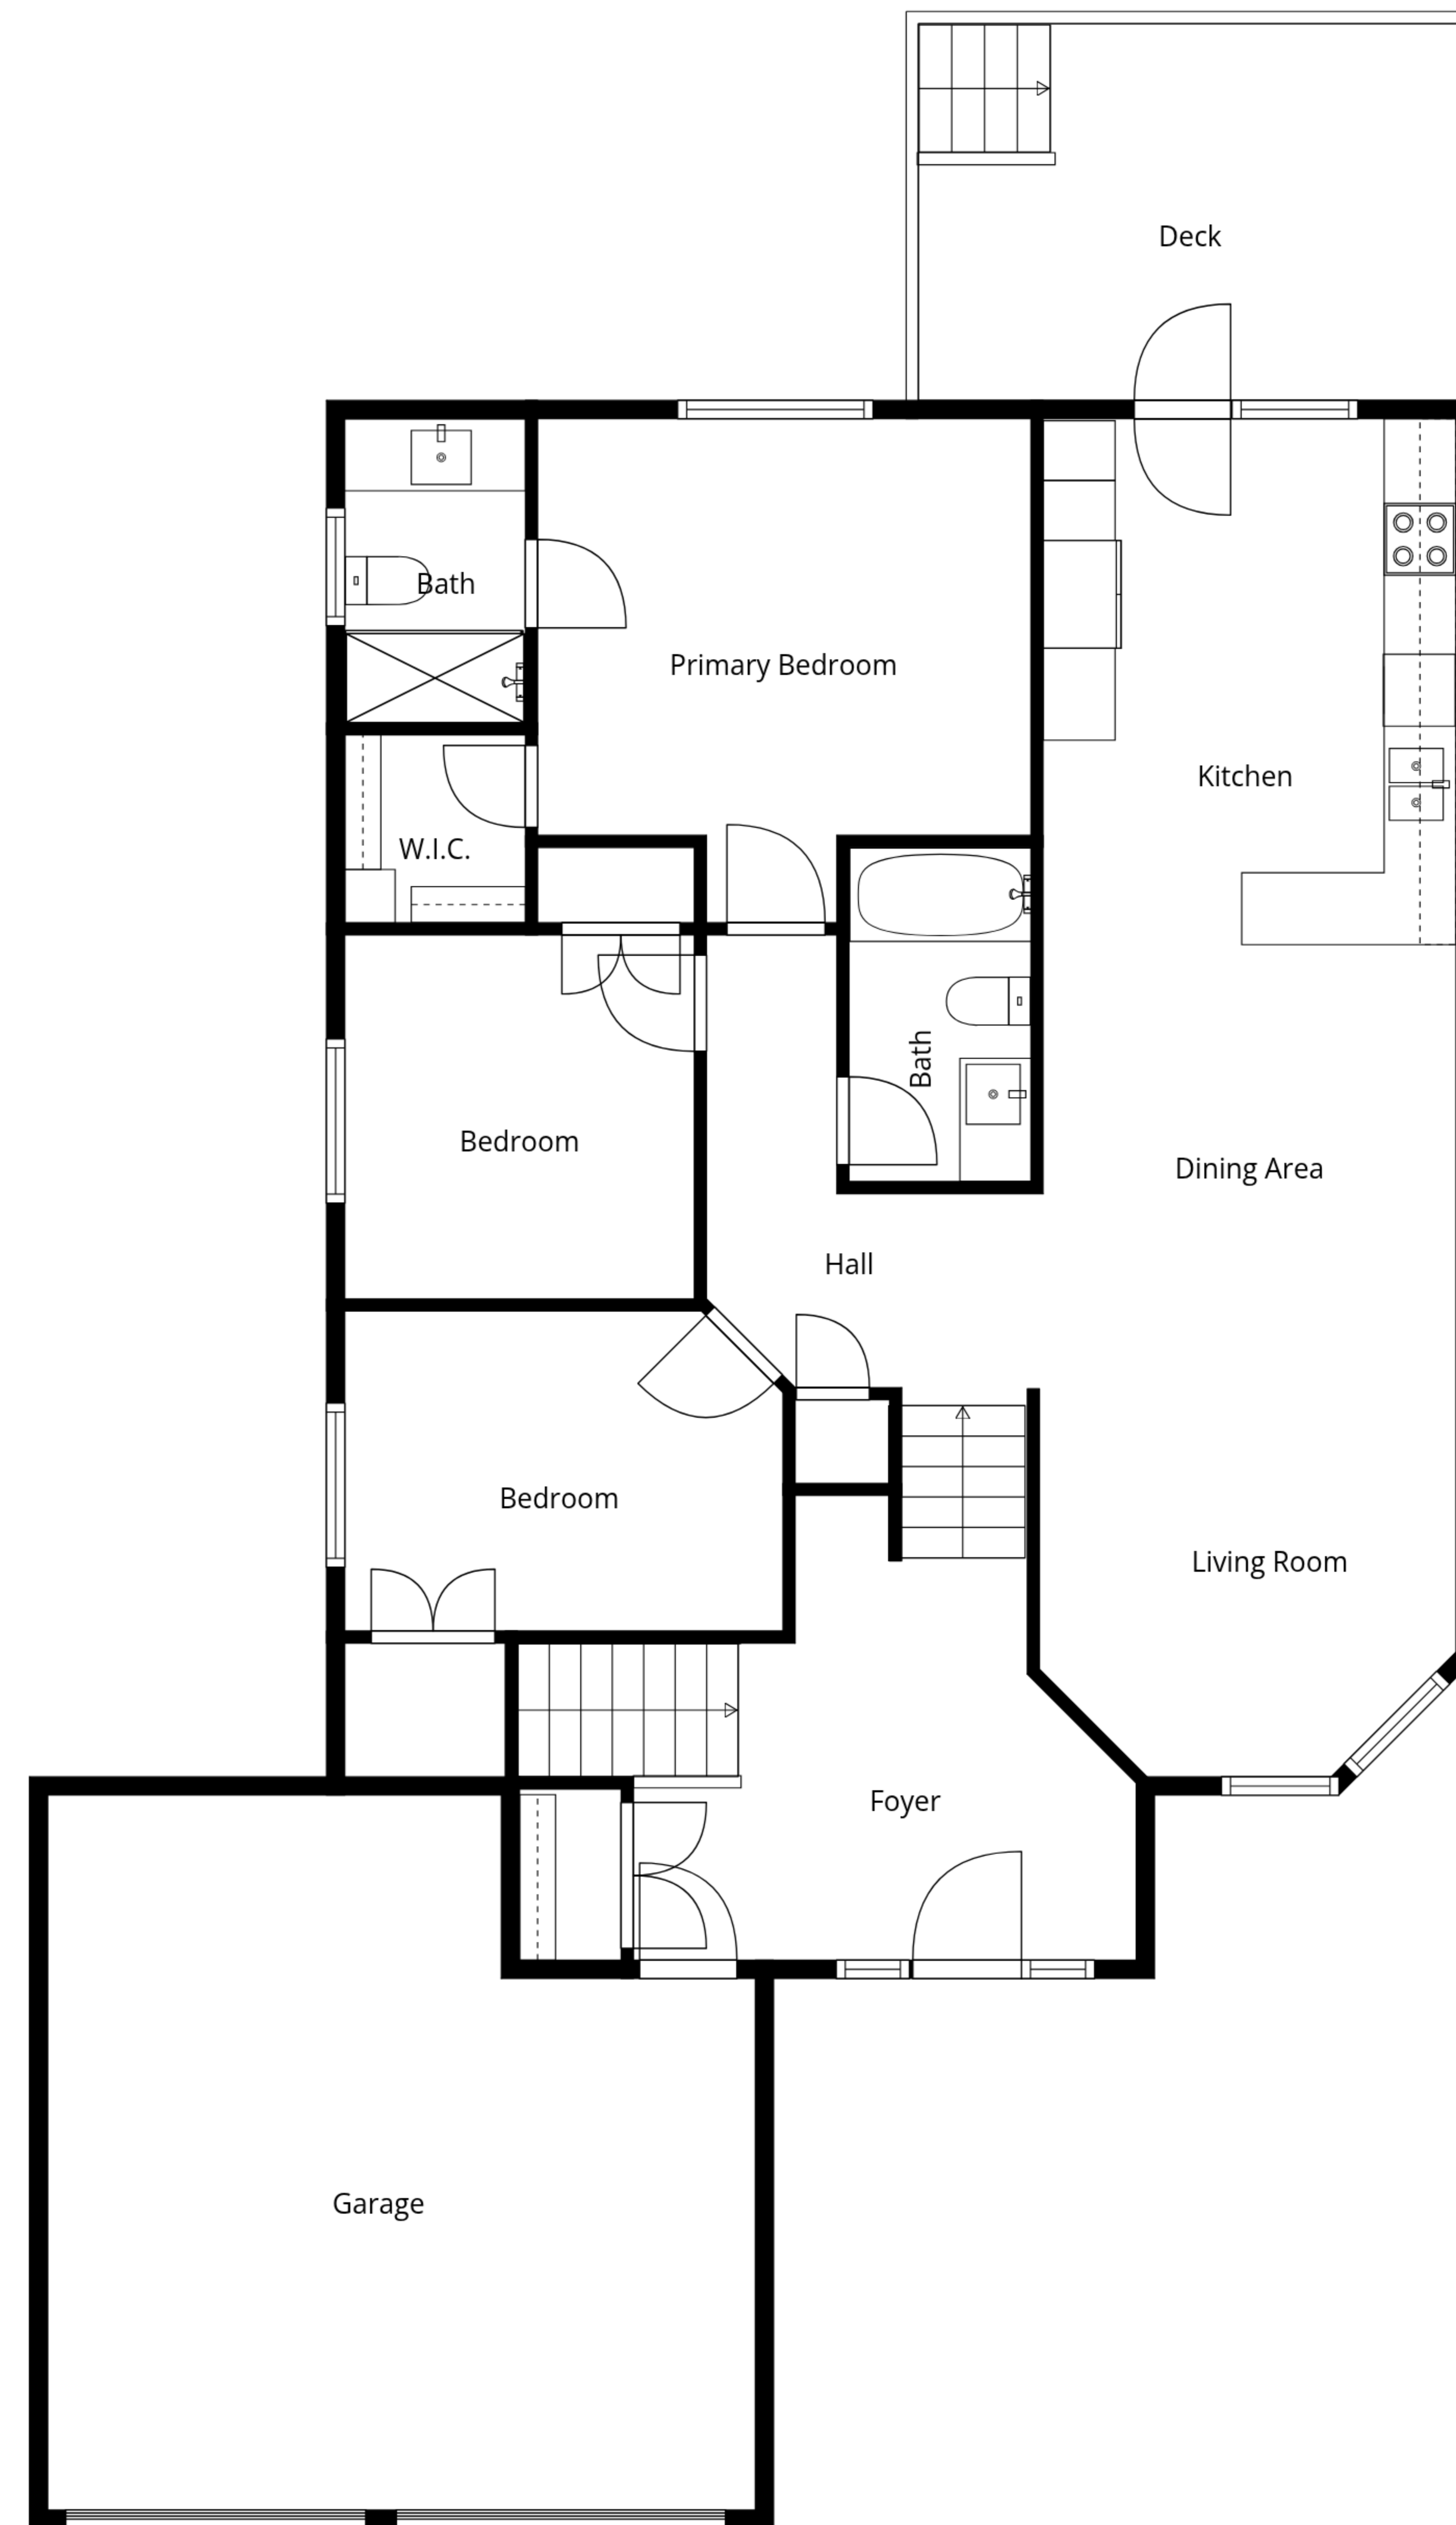 Deck
Bath
Primary Bedroom
Kitchen
W.I.C.
Bath
Bedroom
Dining Area
Hall
Bedroom
Living Room
Foyer
Garage